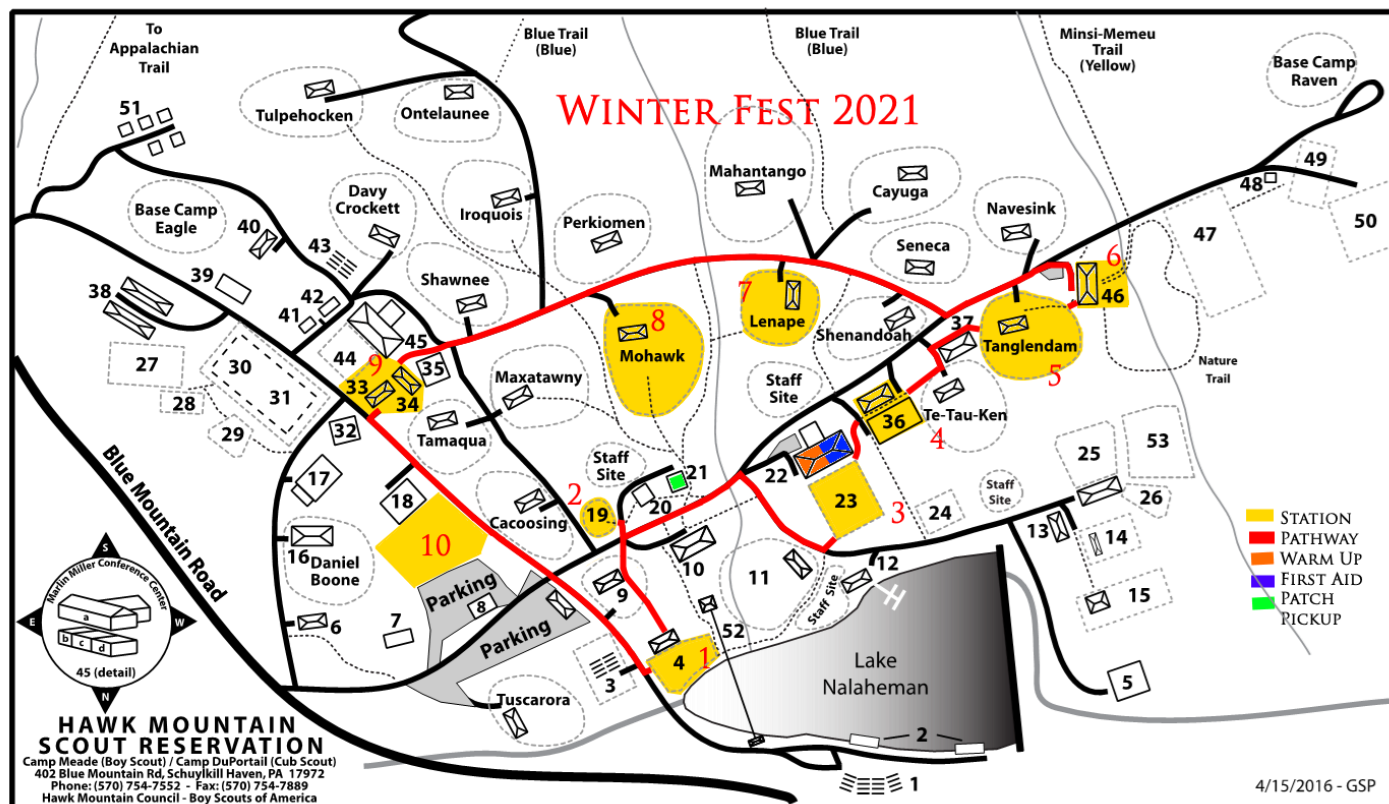 WINTER FEST 2021
To
Appalachian
Trail
Blue Trail
(Blue)
Blue Trail
(Blue)
Minsi-Memeu
Trail
(Yellow)
Base Camp
Raven
51
Tulpehocken
Ontelaunee
Mahantango
Cayuga
49
48
50
47
Base Camp
Eagle
40
Davy
Crockett
43
Iroquois
Perkiomen
Navesink
Seneca
6
46
39
38
42
41
Shawnee
7
Lenape
8
Mohawk
Shenandoah
37
Tanglendam
5
Nature
Trail
27
28
29
30
31
44
45
9
33
34
35
Maxatawny
Staff
Site
Te-Tau-Ken
36
4
32
Tamaqua
17
18
Staff
Site
21
20
22
23
3
24
Staff
Site
25
53
26
2
19
Cacoosing
10
16
Daniel
Boone
Parking
8
Parking
7
6
9
10
11
Staff Site
12
13
14
15
52
4
1
3
Tuscarora
Lake
Nalaheman
5
2
1
Blue Mountain Road
STATION
PATHWAY
WARM UP
FIRST AID
PATCH
PICKUP
S
E
W
N
Marlin Miller Conference Center
a
b
c
d
45 (detail)
HAWK MOUNTAIN
SCOUT RESERVATION
Camp Meade (Boy Scout) / Camp DuPortail (Cub Scout)
402 Blue Mountain Rd, Schuylkill Haven, PA 17972
Phone: (570) 754-7552 - Fax: (570) 754-7889
Hawk Mountain Council - Boy Scouts of America
4/15/2016 - GSP